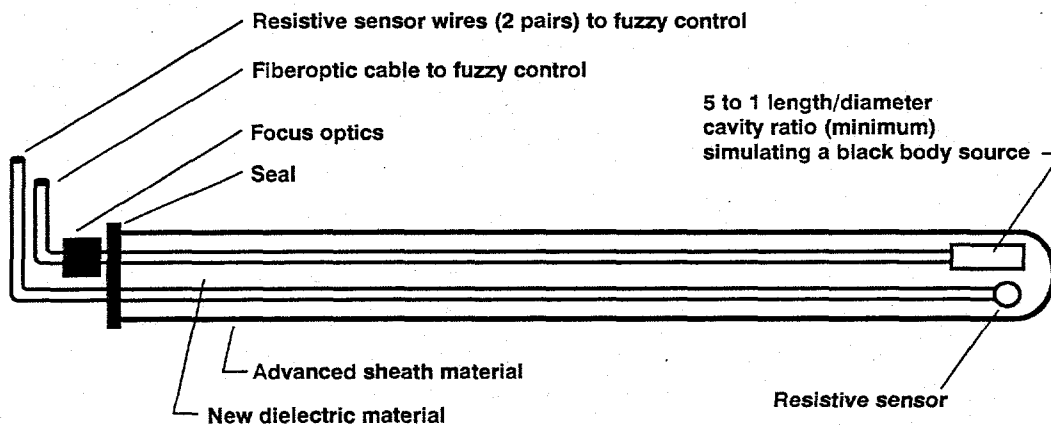 Resistive sensor wires (2 pairs) to fuzzy control
Fiberoptic cable to fuzzy control
Focus optics
Seal
5 to 1 length/diameter
cavity ratio (minimum)
simulating a black body source
Advanced sheath material
New dielectric material
Resistive sensor